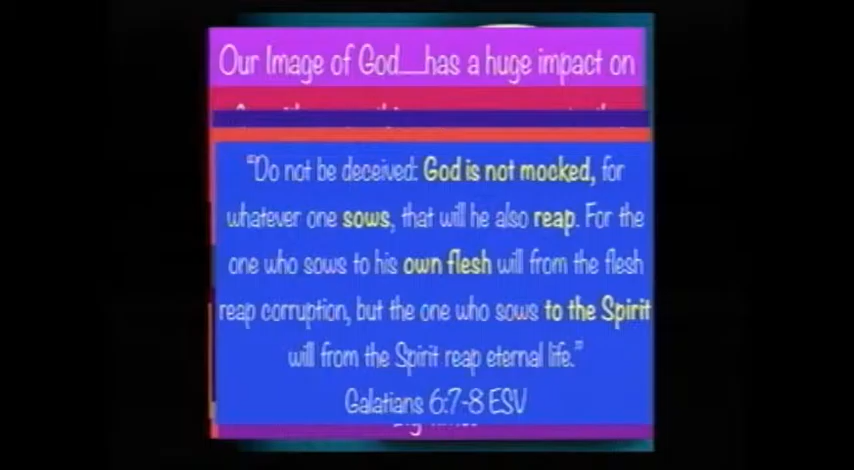 Our Image of God....has a huge impact on
"Do not be deceived: God is not mocked, for
whatever one sows, that will he also reap. For the
one who sows to his own flesh will from the flesh
reap corruption, but the one who sows to the Spirit
will from the Spirit reap eternal life."
Galatians 6:7-8 ESV